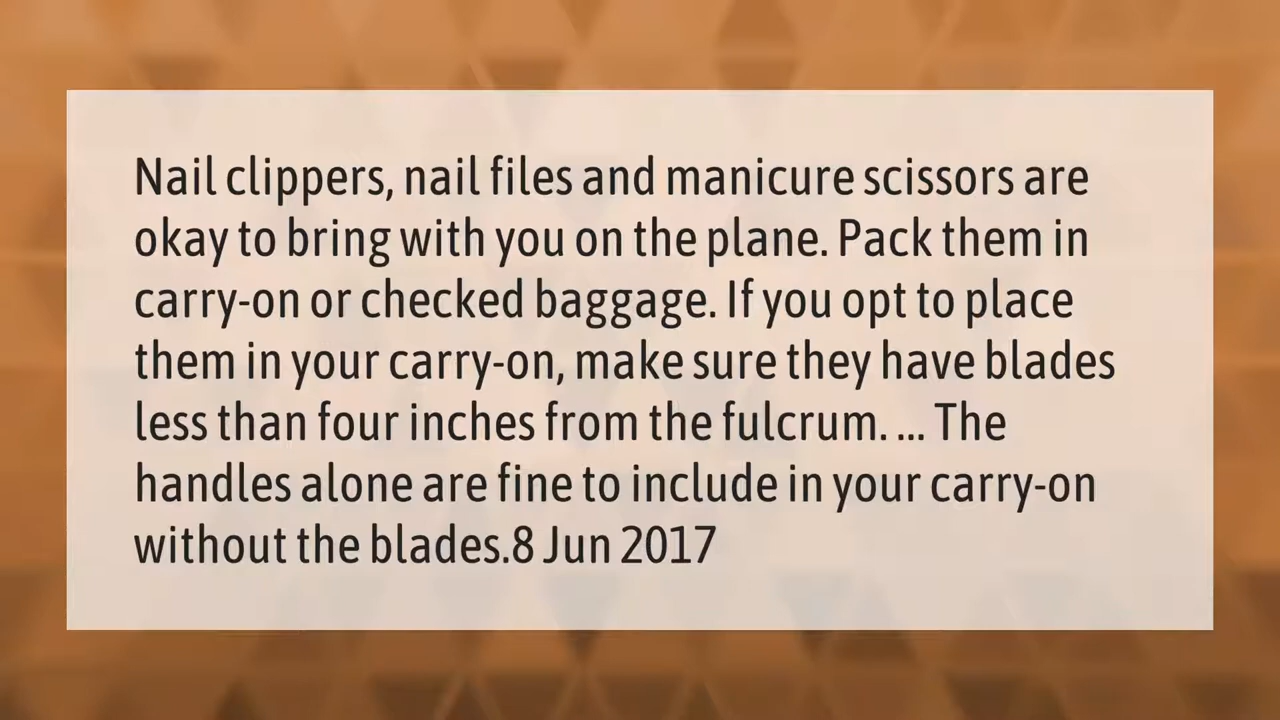 Nail clippers, nail files and manicure scissors are
okay to bring with you on the plane. Pack them in
carry-on or checked baggage. If you opt to place
them in your carry-on, make sure they have blades
less than four inches from the fulcrum. ... The
handles alone are fine to include in your carry-on
without the blades.8 Jun 2017